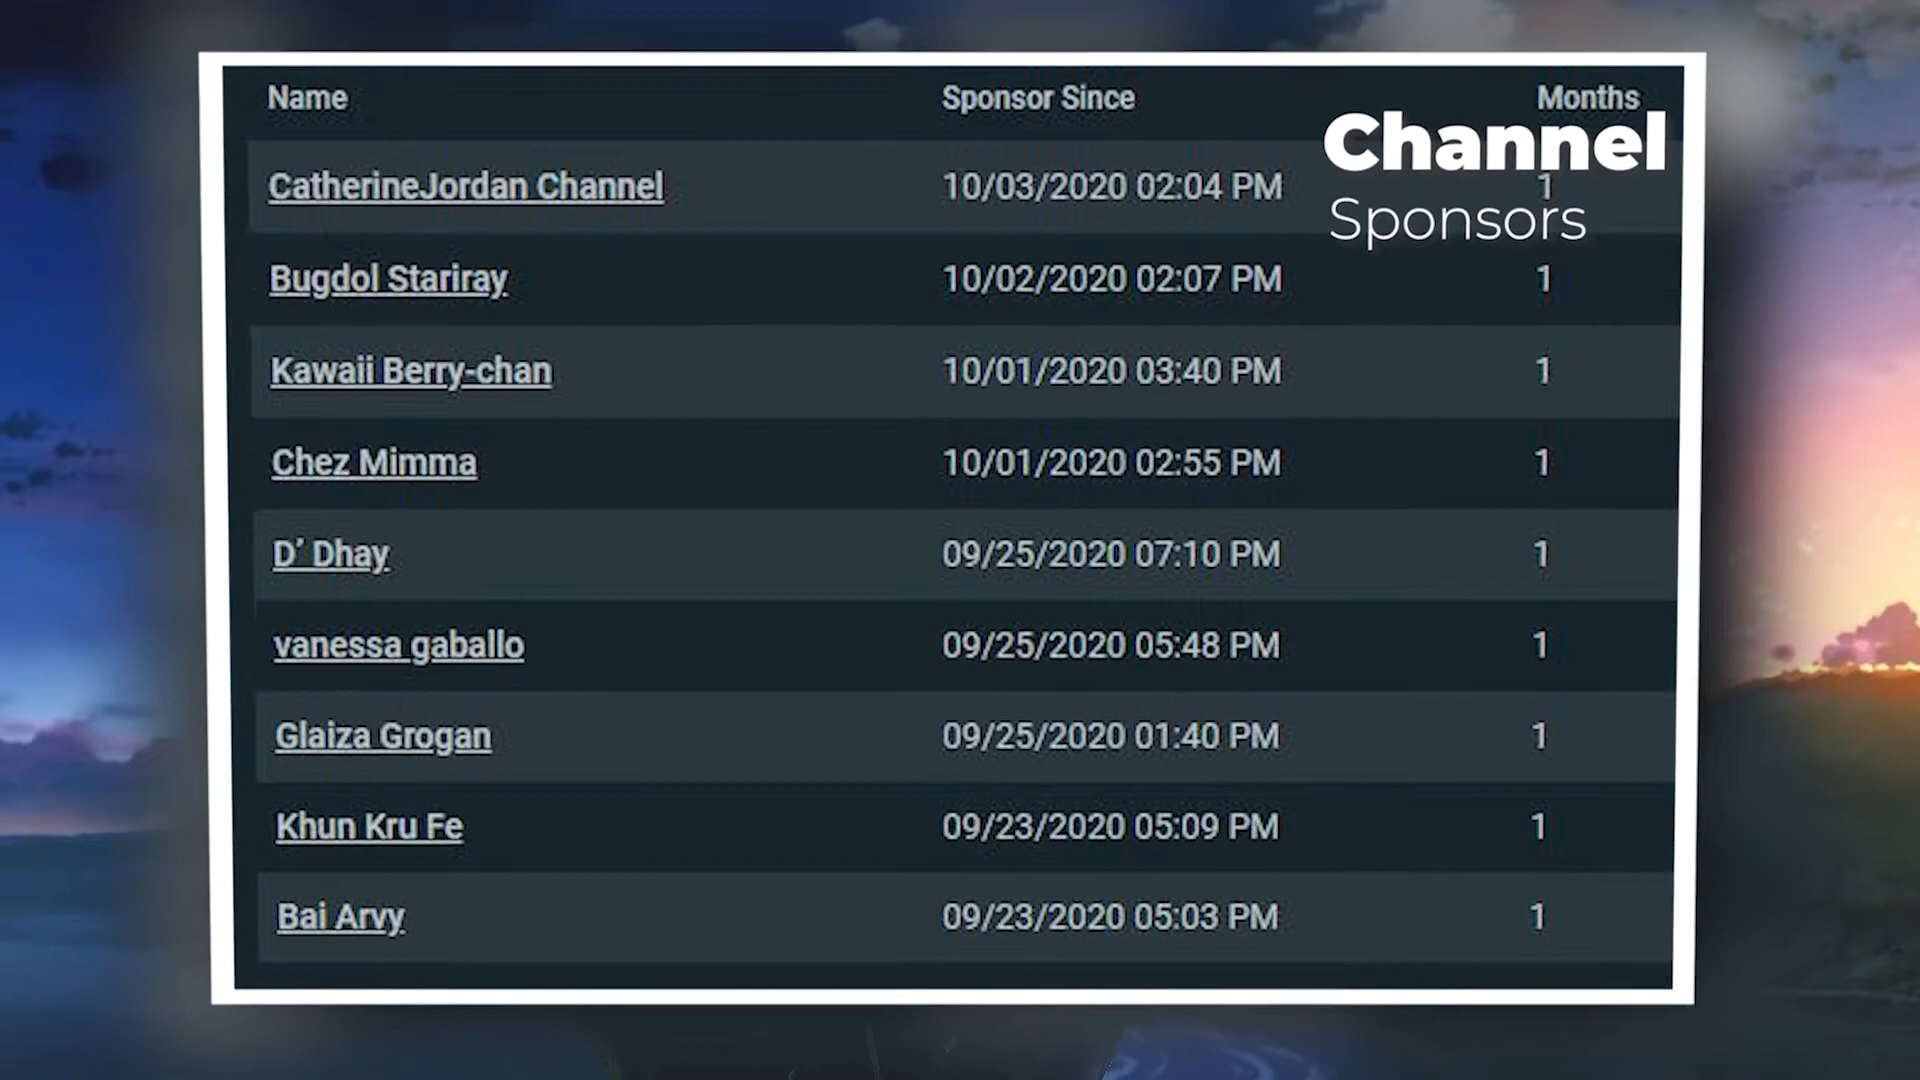 Name Sponsor Since Months
Channel
CatherineJordan Channel 10/03/2020 02:04 PM 1
Sponsors
Bugdol Stariray 10/02/2020 02:07 PM 1
Kawaii Berry-chan 10/01/2020 03:40 PM 1
Chez Mimma 10/01/2020 02:55 PM 1
D' Dhay 09/25/2020 07:10 PM 1
vanessa gaballo 09/25/2020 05:48 PM 1
Glaiza Grogan 09/25/2020 01:40 PM 1
Khun Kru Fe 09/23/2020 05:09 PM 1
Bai Arvy 09/23/2020 05:03 PM 1